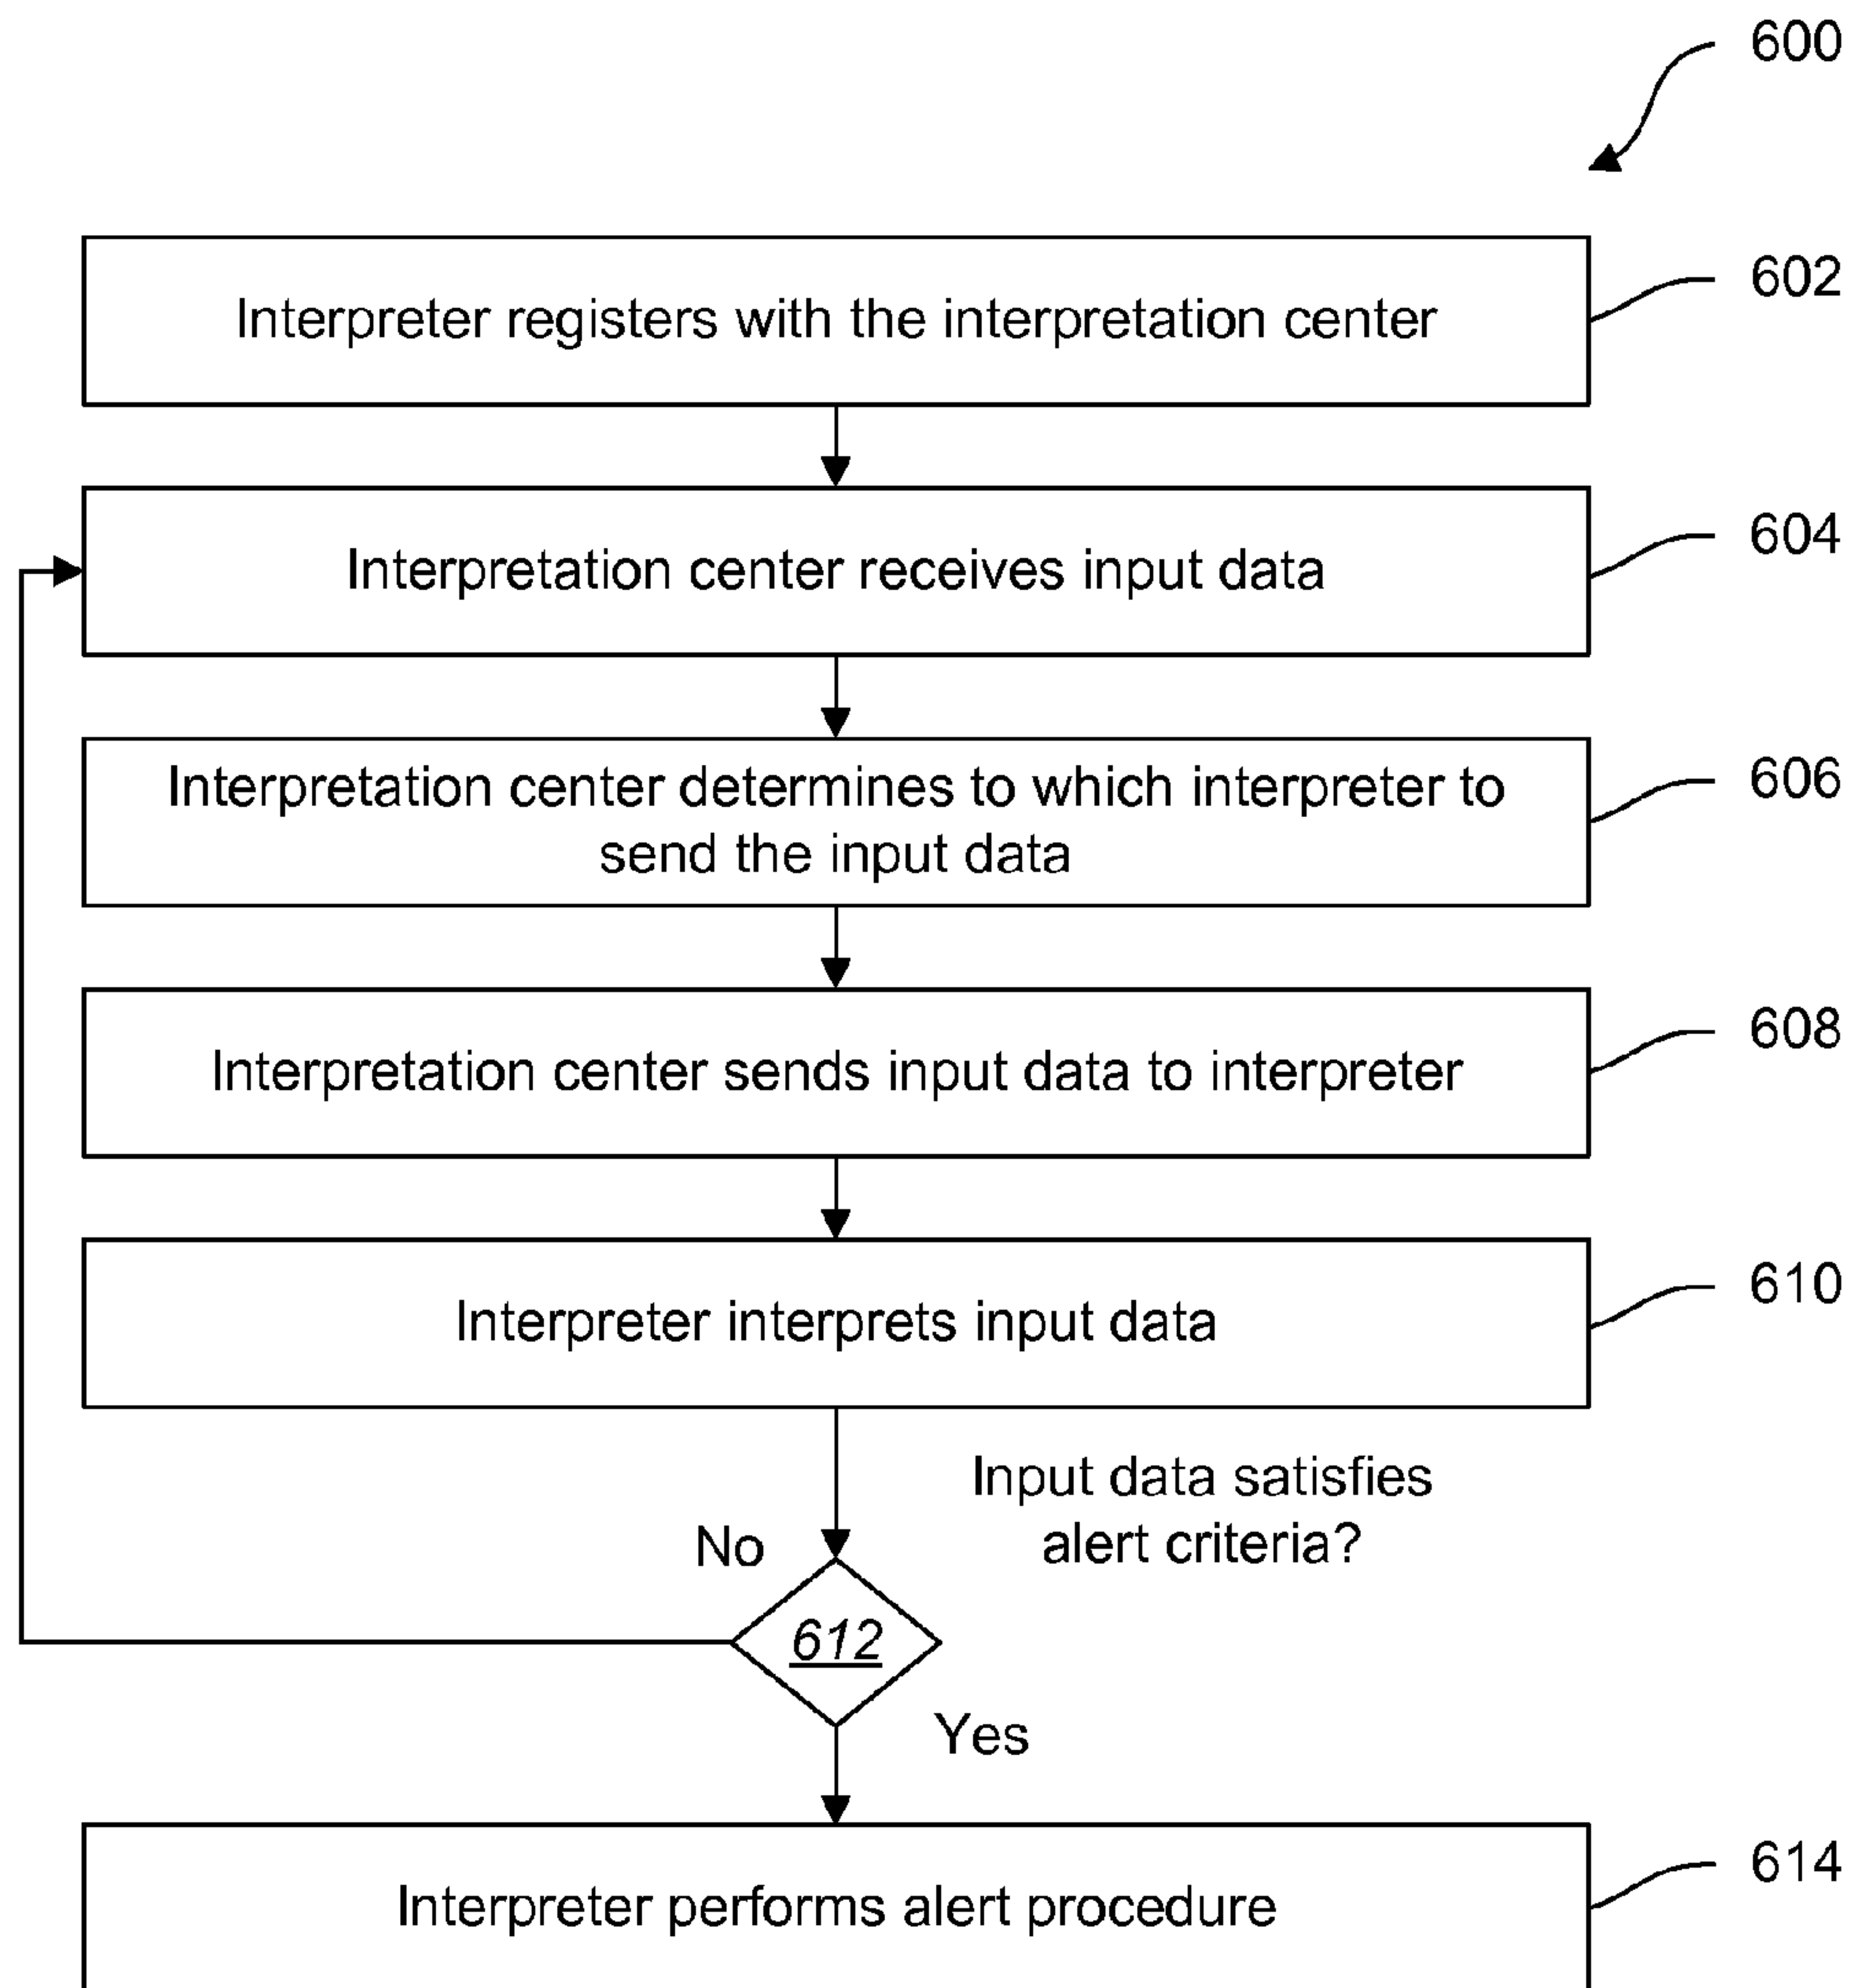 600
Interpreter registers with the interpretation center
602
Interpretation center receives input data
604
Interpretation center determines to which interpreter to
send the input data
606
Interpretation center sends input data to interpreter
608
Interpreter interprets input data
610
Input data satisfies
alert criteria?
No
612
Yes
Interpreter performs alert procedure
614